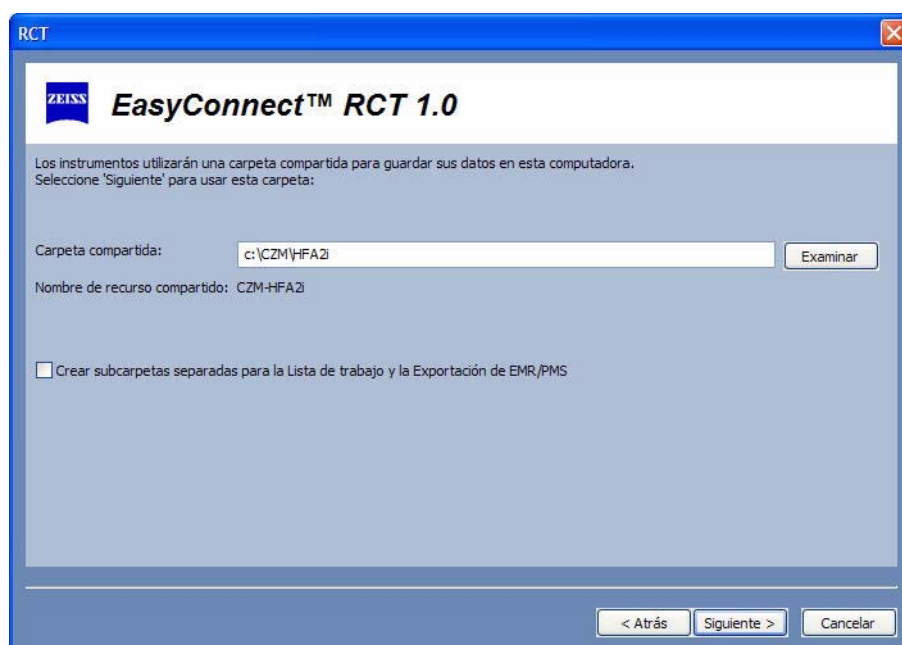 RCT
ZEISS
EasyConnect™ RCT 1.0
Los instrumentos utilizarán una carpeta compartida para guardar sus datos en esta computadora.
Seleccione 'Siguiente' para usar esta carpeta:
Carpeta compartida: c:\CZM\HFA2i Examinar
Nombre de recurso compartido: CZM-HFA2i
Crear subcarpetas separadas para la Lista de trabajo y la Exportación de EMR/PMS
< Atrás Siguiente > Cancelar